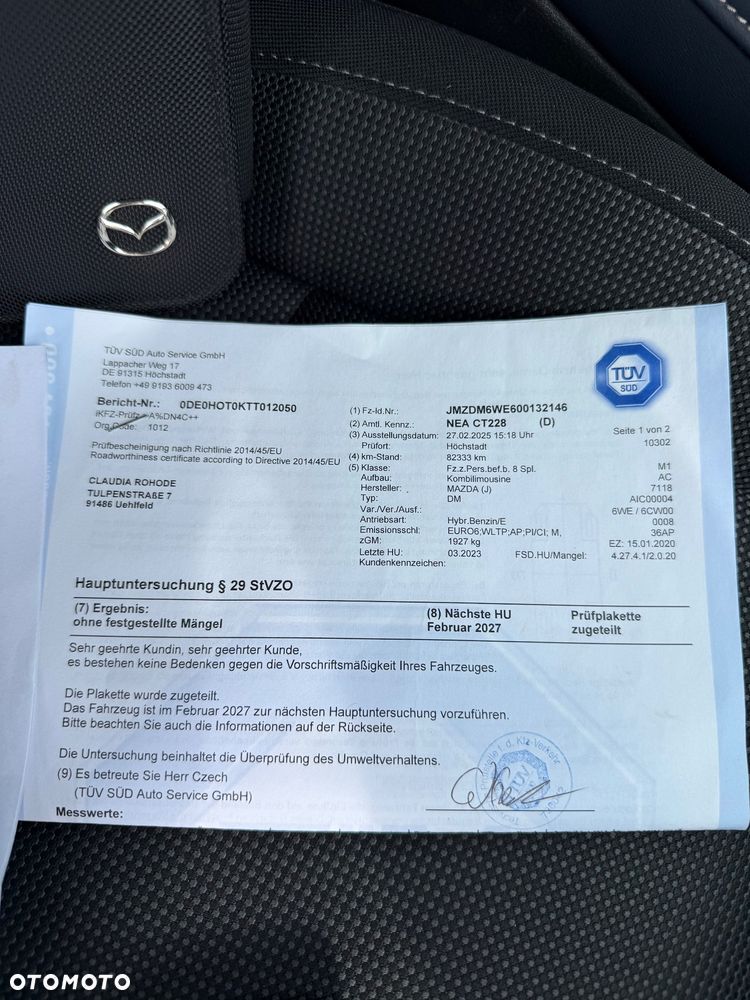 TÜV SÜD Auto Service GmbH
Lappacher Weg 17
DE 91315 Höchstadt
Telefon +49 9193 6009 473
TÜV
SÜD
Bericht-Nr.: 0DE0HOT0KTT012050
iKFZ-Prüfz A%DN4C++
Org.Code: 1012
Prüfbescheinigung nach Richtlinie 2014/45/EU
Roadworthiness certificate according to Directive 2014/45/EU
CLAUDIA ROHODE
TULPENSTRAßE 7
91486 Uehlfeld
(1) Fz-Id.Nr.: JMZDM6WE600132146
(2) Amtl. Kennz.: NEA CT228 (D)
(3) Ausstellungsdatum: 27.02.2025 15:18 Uhr Seite 1 von 2
Prüfort: Höchstadt 10302
(4) km-Stand: 82333 km
(5) Klasse: Fz.z.Pers.bef.b. 8 Spl. M1
Aufbau: Kombilimousine AC
Hersteller: MAZDA (J) 7118
Typ: DM AIC00004
Var./Ver./Ausf.: 6WE / 6CW00
Antriebsart: Hybr.Benzin/E 0008
Emissionsschl: EURO6;WLTP;AP;PI/CI; M, 36AP
zGM: 1927 kg EZ: 15.01.2020
Letzte HU: 03.2023 FSD.HU/Mangel: 4.27.4.1/2.0.20
Kundenkennzeichen:
Hauptuntersuchung § 29 StVZO
(7) Ergebnis: (8) Nächste HU Prüfplakette
ohne festgestellte Mängel Februar 2027 zugeteilt
Sehr geehrte Kundin, sehr geehrter Kunde,
es bestehen keine Bedenken gegen die Vorschriftsmäßigkeit Ihres Fahrzeuges.
Die Plakette wurde zugeteilt.
Das Fahrzeug ist im Februar 2027 zur nächsten Hauptuntersuchung vorzuführen.
Bitte beachten Sie auch die Informationen auf der Rückseite.
Die Untersuchung beinhaltet die Überprüfung des Umweltverhaltens.
(9) Es betreute Sie Herr Czech
(TÜV SÜD Auto Service GmbH)
Messwerte:
TÜV
OTOMOTO